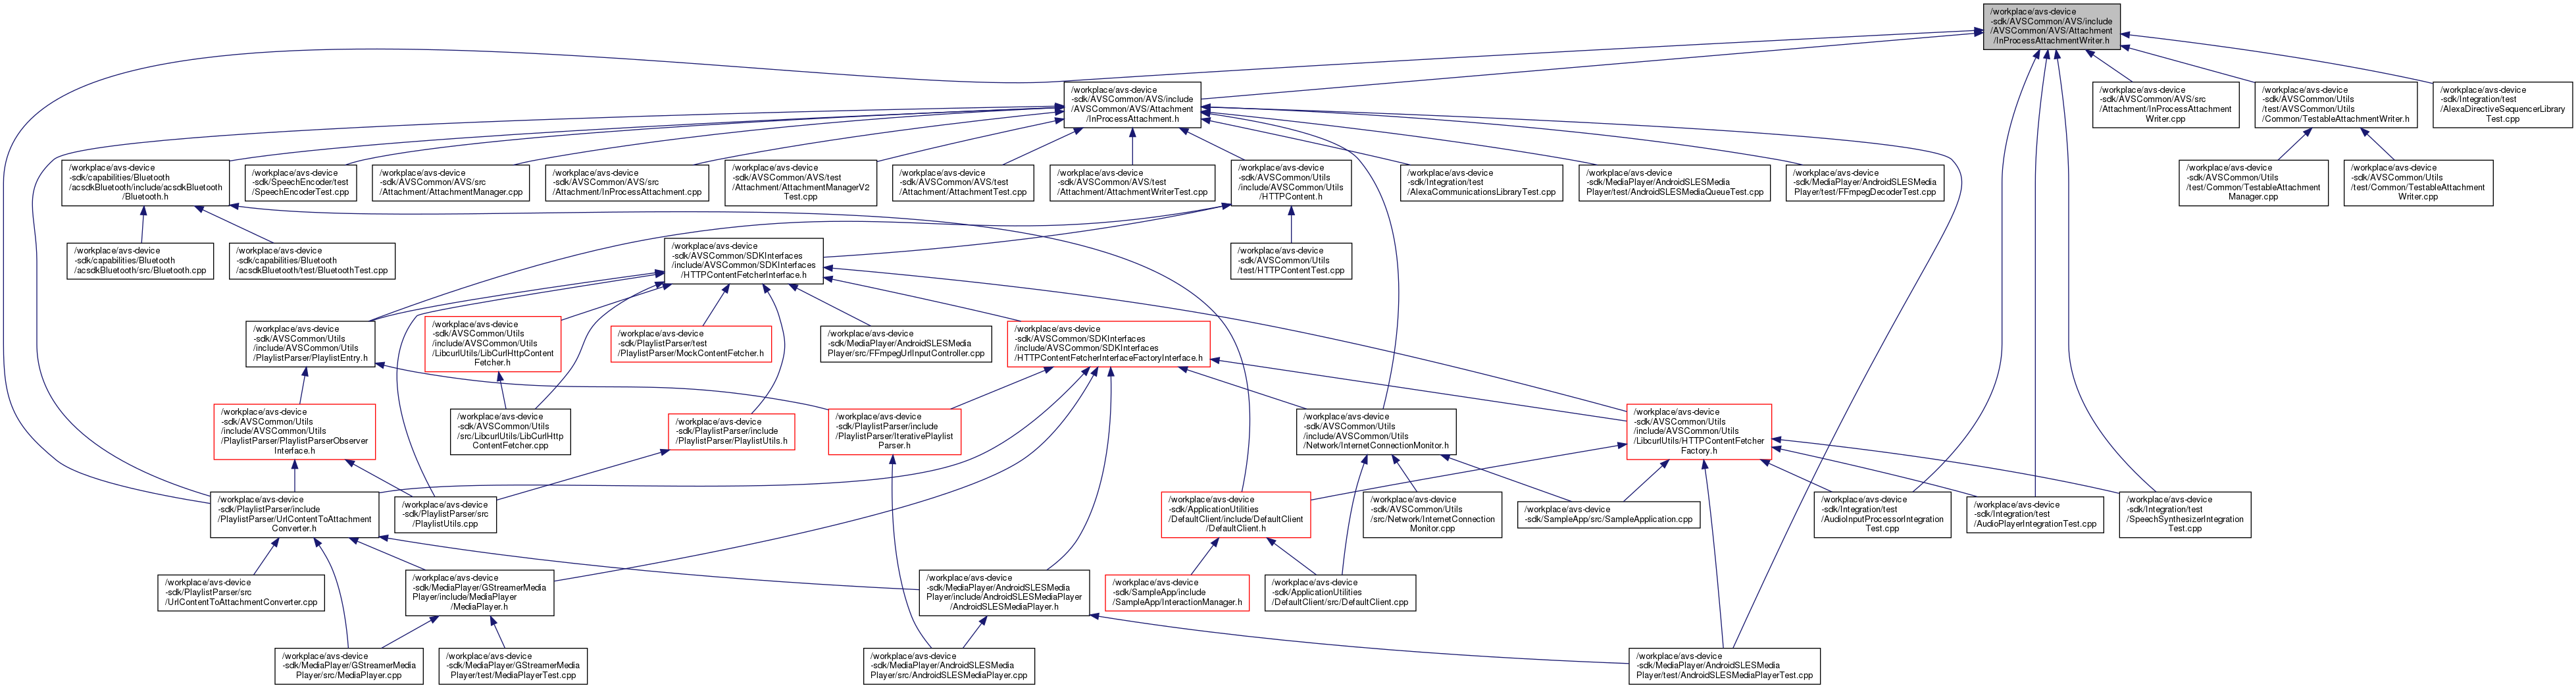 /workplace/avs-device
-sdk/AVSCommon/AVS/include
/AVSCommon/AVS/Attachment
/InProcessAttachmentWriter.h
/workplace/avs-device
-sdk/AVSCommon/AVS/include
/AVSCommon/AVS/Attachment
/InProcessAttachment.h
/workplace/avs-device
-sdk/AVSCommon/AVS/src
/Attachment/InProcessAttachment
Writer.cpp
/workplace/avs-device
-sdk/AVSCommon/Utils
/test/AVSCommon/Utils
/Common/TestableAttachmentWriter.h
/workplace/avs-device
-sdk/Integration/test
/AlexaDirectiveSequencerLibrary
Test.cpp
/workplace/avs-device
-sdk/capabilities/Bluetooth
/acsdkBluetooth/include/acsdkBluetooth
/Bluetooth.h
/workplace/avs-device
-sdk/SpeechEncoder/test
/SpeechEncoderTest.cpp
/workplace/avs-device
-sdk/AVSCommon/AVS/src
/Attachment/AttachmentManager.cpp
/workplace/avs-device
-sdk/AVSCommon/AVS/src
/Attachment/InProcessAttachment.cpp
/workplace/avs-device
-sdk/AVSCommon/AVS/test
/Attachment/AttachmentManagerV2
Test.cpp
/workplace/avs-device
-sdk/AVSCommon/AVS/test
/Attachment/AttachmentTest.cpp
/workplace/avs-device
-sdk/AVSCommon/AVS/test
/Attachment/AttachmentWriterTest.cpp
/workplace/avs-device
-sdk/AVSCommon/Utils
/include/AVSCommon/Utils
/HTTPContent.h
/workplace/avs-device
-sdk/Integration/test
/AlexaCommunicationsLibraryTest.cpp
/workplace/avs-device
-sdk/MediaPlayer/AndroidSLESMedia
Player/test/AndroidSLESMediaQueueTest.cpp
/workplace/avs-device
-sdk/MediaPlayer/AndroidSLESMedia
Player/test/FFmpegDecoderTest.cpp
/workplace/avs-device
-sdk/AVSCommon/Utils
/test/Common/TestableAttachment
Manager.cpp
/workplace/avs-device
-sdk/AVSCommon/Utils
/test/Common/TestableAttachment
Writer.cpp
/workplace/avs-device
-sdk/capabilities/Bluetooth
/acsdkBluetooth/src/Bluetooth.cpp
/workplace/avs-device
-sdk/capabilities/Bluetooth
/acsdkBluetooth/test/BluetoothTest.cpp
/workplace/avs-device
-sdk/AVSCommon/SDKInterfaces
/include/AVSCommon/SDKInterfaces
/HTTPContentFetcherInterface.h
/workplace/avs-device
-sdk/AVSCommon/Utils
/test/HTTPContentTest.cpp
/workplace/avs-device
-sdk/AVSCommon/Utils
/include/AVSCommon/Utils
/PlaylistParser/PlaylistEntry.h
/workplace/avs-device
-sdk/AVSCommon/Utils
/include/AVSCommon/Utils
/LibcurlUtils/LibCurlHttpContent
Fetcher.h
/workplace/avs-device
-sdk/PlaylistParser/test
/PlaylistParser/MockContentFetcher.h
/workplace/avs-device
-sdk/MediaPlayer/AndroidSLESMedia
Player/src/FFmpegUrlInputController.cpp
/workplace/avs-device
-sdk/AVSCommon/SDKInterfaces
/include/AVSCommon/SDKInterfaces
/HTTPContentFetcherInterfaceFactoryInterface.h
/workplace/avs-device
-sdk/AVSCommon/Utils
/include/AVSCommon/Utils
/PlaylistParser/PlaylistParserObserver
Interface.h
/workplace/avs-device
-sdk/AVSCommon/Utils
/src/LibcurlUtils/LibCurlHttp
ContentFetcher.cpp
/workplace/avs-device
-sdk/PlaylistParser/include
/PlaylistParser/PlaylistUtils.h
/workplace/avs-device
-sdk/PlaylistParser/include
/PlaylistParser/IterativePlaylist
Parser.h
/workplace/avs-device
-sdk/AVSCommon/Utils
/include/AVSCommon/Utils
/Network/InternetConnectionMonitor.h
/workplace/avs-device
-sdk/AVSCommon/Utils
/include/AVSCommon/Utils
/LibcurlUtils/HTTPContentFetcher
Factory.h
/workplace/avs-device
-sdk/PlaylistParser/include
/PlaylistParser/UrlContentToAttachment
Converter.h
/workplace/avs-device
-sdk/PlaylistParser/src
/PlaylistUtils.cpp
/workplace/avs-device
-sdk/ApplicationUtilities
/DefaultClient/include/DefaultClient
/DefaultClient.h
/workplace/avs-device
-sdk/AVSCommon/Utils
/src/Network/InternetConnection
Monitor.cpp
/workplace/avs-device
-sdk/SampleApp/src/SampleApplication.cpp
/workplace/avs-device
-sdk/Integration/test
/AudioInputProcessorIntegration
Test.cpp
/workplace/avs-device
-sdk/Integration/test
/AudioPlayerIntegrationTest.cpp
/workplace/avs-device
-sdk/Integration/test
/SpeechSynthesizerIntegration
Test.cpp
/workplace/avs-device
-sdk/PlaylistParser/src
/UrlContentToAttachmentConverter.cpp
/workplace/avs-device
-sdk/MediaPlayer/GStreamerMedia
Player/include/MediaPlayer
/MediaPlayer.h
/workplace/avs-device
-sdk/MediaPlayer/AndroidSLESMedia
Player/include/AndroidSLESMediaPlayer
/AndroidSLESMediaPlayer.h
/workplace/avs-device
-sdk/SampleApp/include
/SampleApp/InteractionManager.h
/workplace/avs-device
-sdk/ApplicationUtilities
/DefaultClient/src/DefaultClient.cpp
/workplace/avs-device
-sdk/MediaPlayer/GStreamerMedia
Player/src/MediaPlayer.cpp
/workplace/avs-device
-sdk/MediaPlayer/GStreamerMedia
Player/test/MediaPlayerTest.cpp
/workplace/avs-device
-sdk/MediaPlayer/AndroidSLESMedia
Player/src/AndroidSLESMediaPlayer.cpp
/workplace/avs-device
-sdk/MediaPlayer/AndroidSLESMedia
Player/test/AndroidSLESMediaPlayerTest.cpp